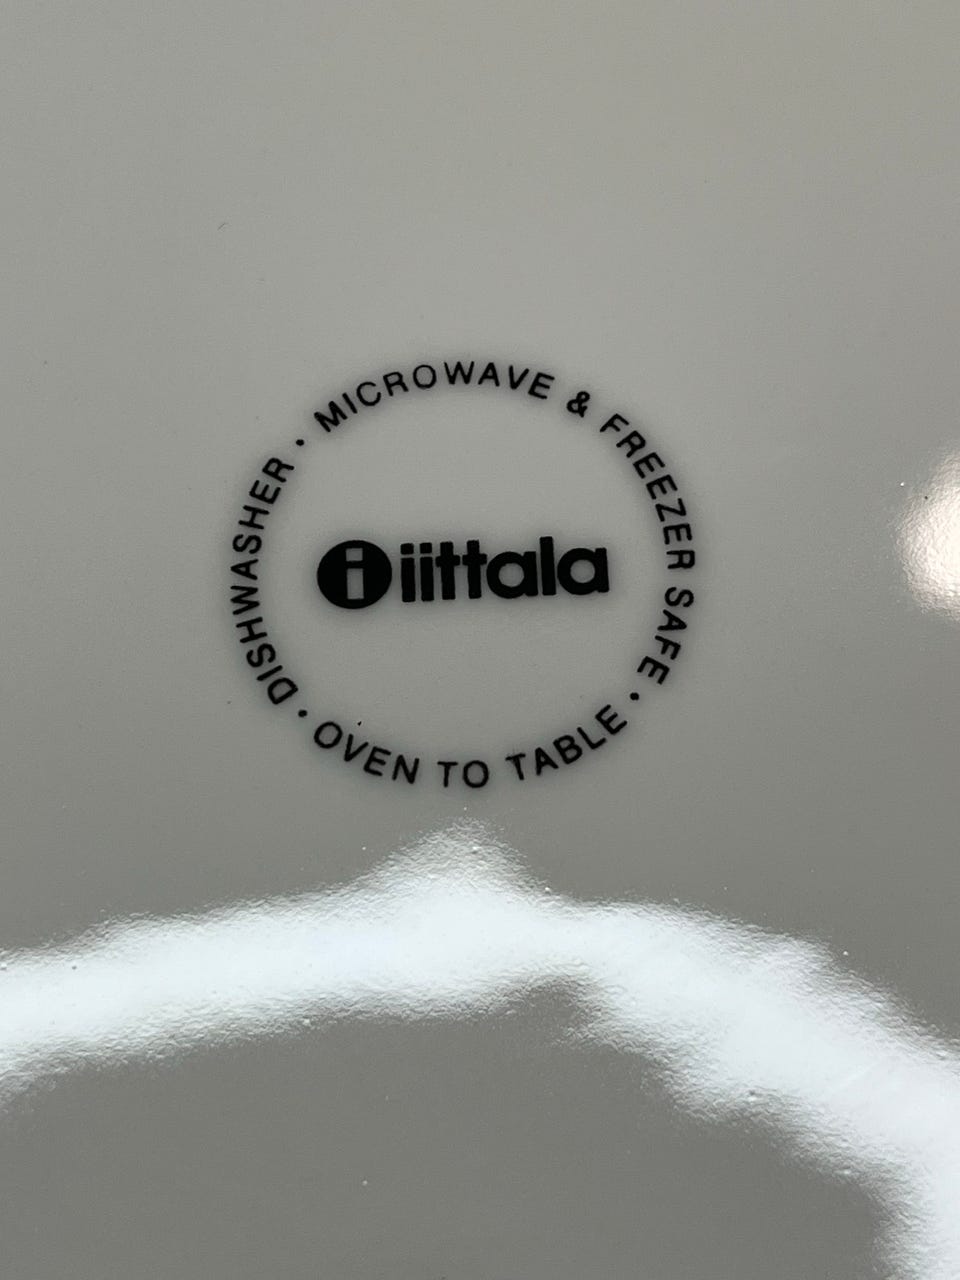 DISHWASHER • MICROWAVE & FREEZER SAFE • OVEN TO TABLE •
i iittala